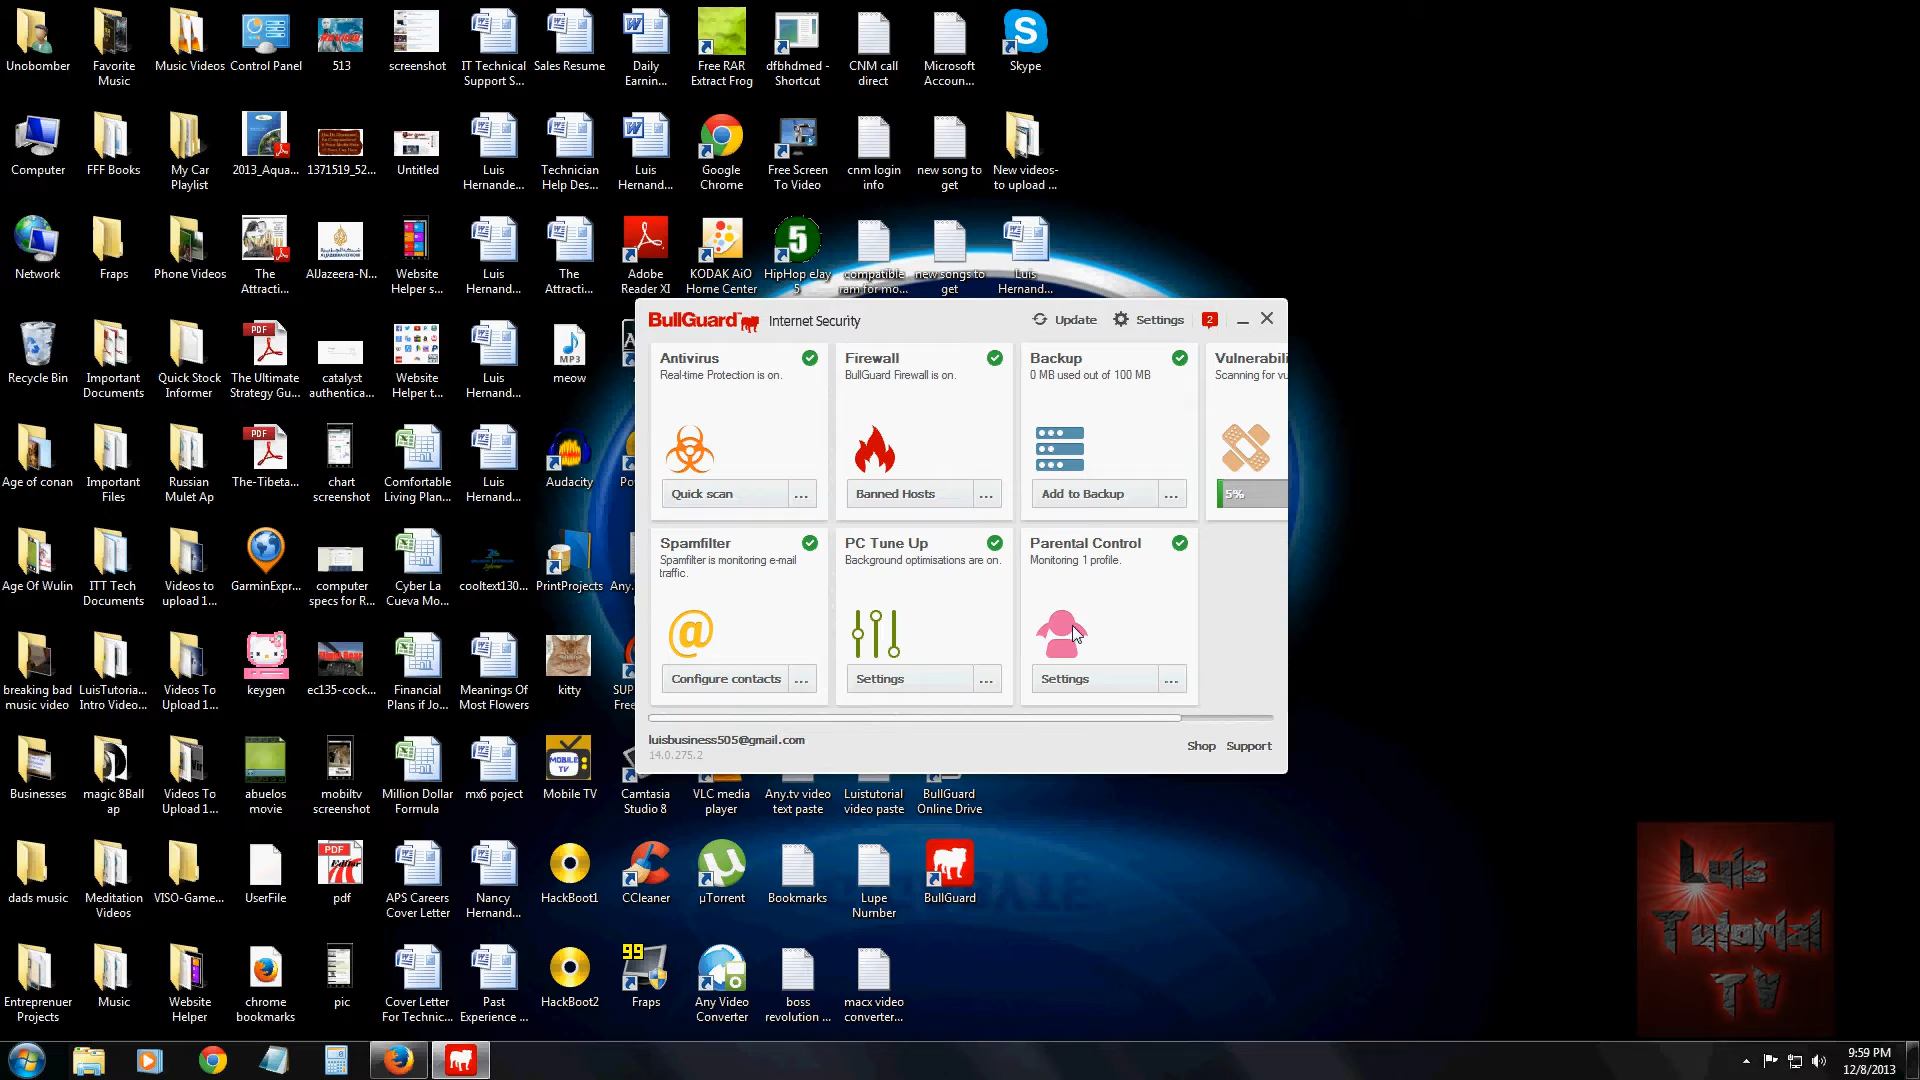 Unobomber
Favorite Music
Music Videos
Control Panel
513
screenshot
IT Technical Support S...
Sales Resume
Daily Earnin...
Free RAR Extract Frog
dfbhdmed - Shortcut
CNM call direct
Microsoft Accoun...
Skype
Computer
FFF Books
My Car Playlist
2013_Aqua...
1371519_52...
Untitled
Luis Hernande...
Technician Help Des...
Luis Hernand...
Google Chrome
Free Screen To Video
cnm login info
new song to get
New videos- to upload ...
Network
Fraps
Phone Videos
The Attracti...
AlJazeera-N...
Website Helper s...
Luis Hernand...
The Attracti...
Adobe Reader XI
KODAK AiO Home Center
HipHop eJay 5
compatible ram for mo...
new songs to get
Luis Hernand...
Recycle Bin
Important Documents
Quick Stock Informer
The Ultimate Strategy Gu...
catalyst authentica...
Website Helper t...
Luis Hernand...
MP3
meow
BullGuard Internet Security
Update
Settings
2
Antivirus
Real-time Protection is on.
Quick scan ...
Firewall
BullGuard Firewall is on.
Banned Hosts ...
Backup
0 MB used out of 100 MB
Add to Backup ...
Vulnerabili
Scanning for vu
5%
Spamfilter
Spamfilter is monitoring e-mail traffic.
Configure contacts ...
PC Tune Up
Background optimisations are on.
Settings ...
Parental Control
Monitoring 1 profile.
Settings ...
luisbusiness505@gmail.com
14.0.275.2
Shop
Support
Age of conan
Important Files
Russian Mulet Ap
The-Tibeta...
chart screenshot
Comfortable Living Plan...
Luis Hernand...
Audacity
Age Of Wulin
ITT Tech Documents
Videos to upload 1...
GarminExpr...
computer specs for R...
Cyber La Cueva Mo...
cooltext130...
PrintProjects
Any.
breaking bad music video
LuisTutoria... Intro Video...
Videos To Upload 1...
keygen
ec135-cock...
Financial Plans if Jo...
Meanings Of Most Flowers
kitty
SUP Free
Businesses
magic 8Ball ap
Videos To Upload 1...
abuelos movie
mobiltv screenshot
Million Dollar Formula
mx6 poject
MOBILE TV
Mobile TV
Camtasia Studio 8
VLC media player
Any.tv video text paste
Luistutorial video paste
BullGuard Online Drive
dads music
Meditation Videos
VISO-Game...
UserFile
PDF
pdf
APS Careers Cover Letter
Nancy Hernand...
HackBoot1
CCleaner
µTorrent
Bookmarks
Lupe Number
BullGuard
Entreprenuer Projects
Music
Website Helper
chrome bookmarks
pic
Cover Letter For Technic...
Past Experience ...
HackBoot2
99
Fraps
Any Video Converter
boss revolution ...
macx video converter...
Luis
Tutorial
TV
9:59 PM
12/8/2013